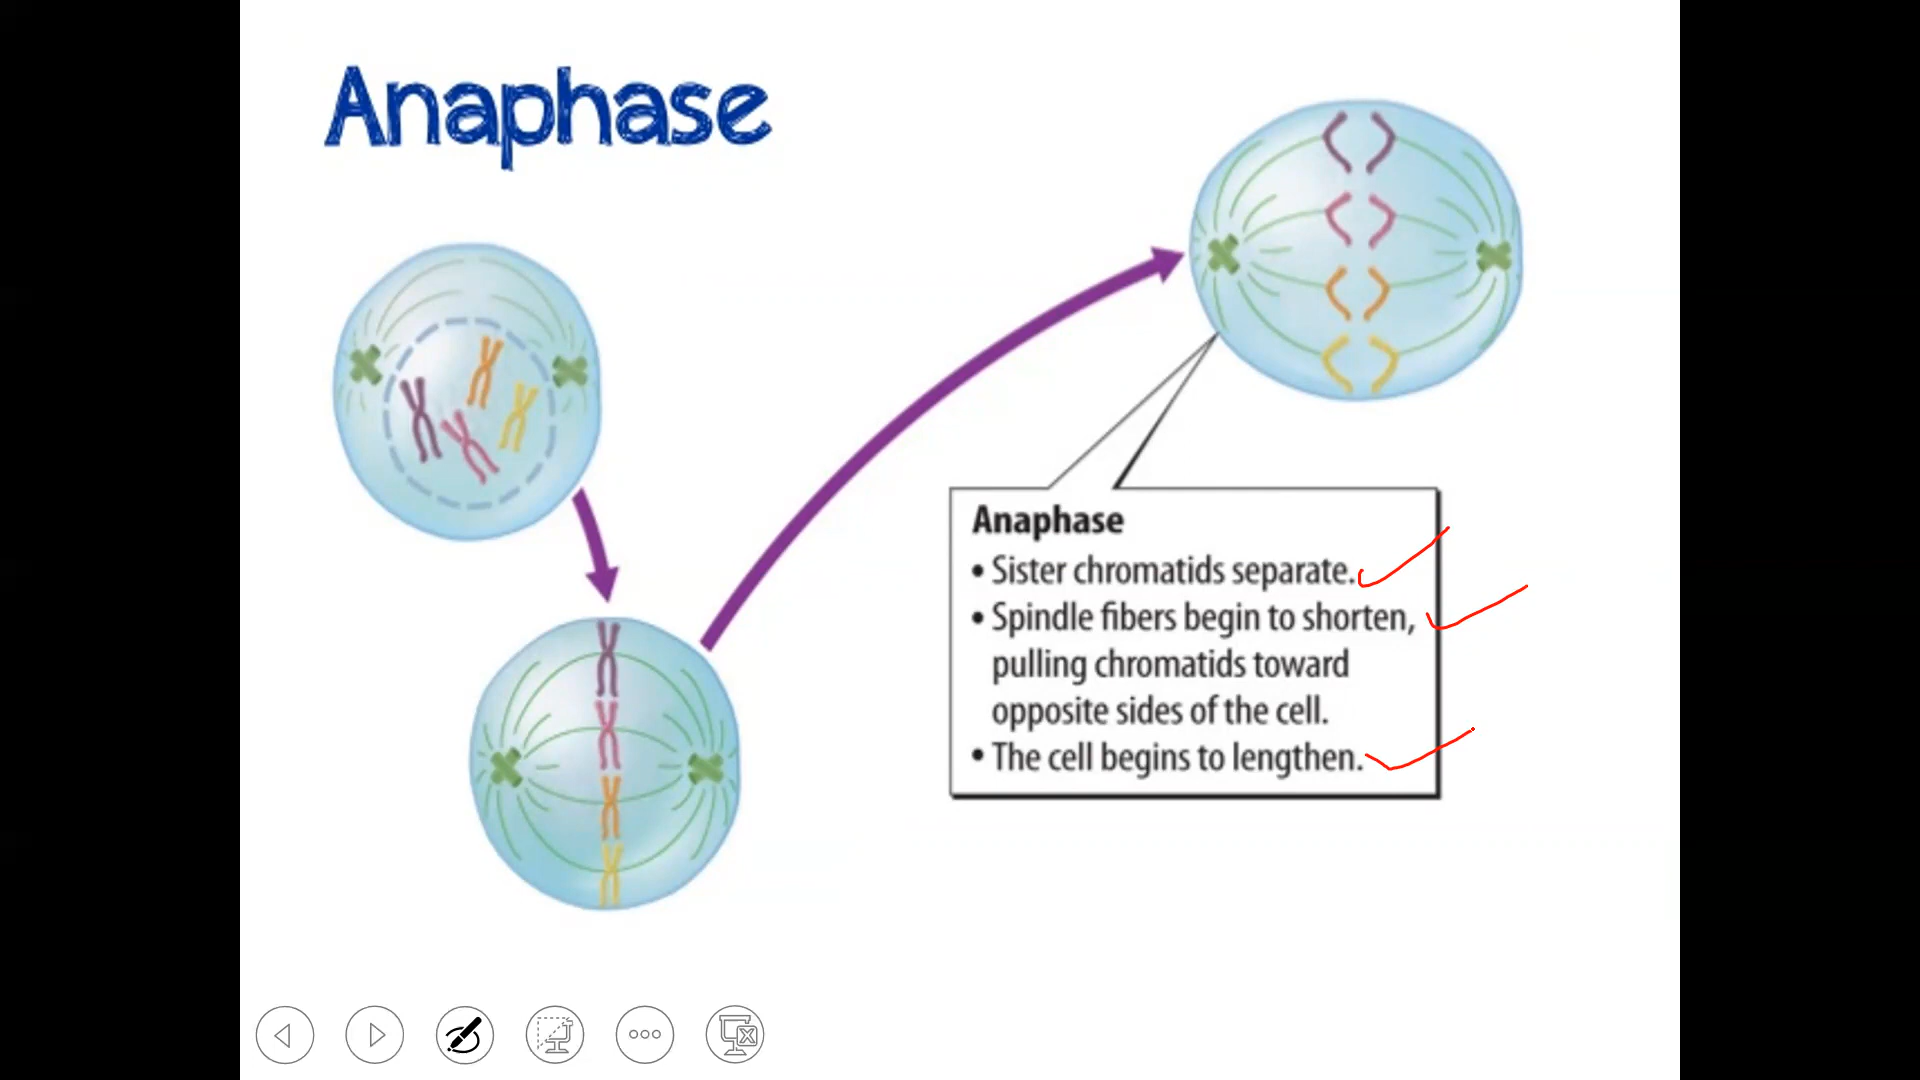 Anaphase
Anaphase
• Sister chromatids separate.
• Spindle fibers begin to shorten,
pulling chromatids toward
opposite sides of the cell.
• The cell begins to lengthen.